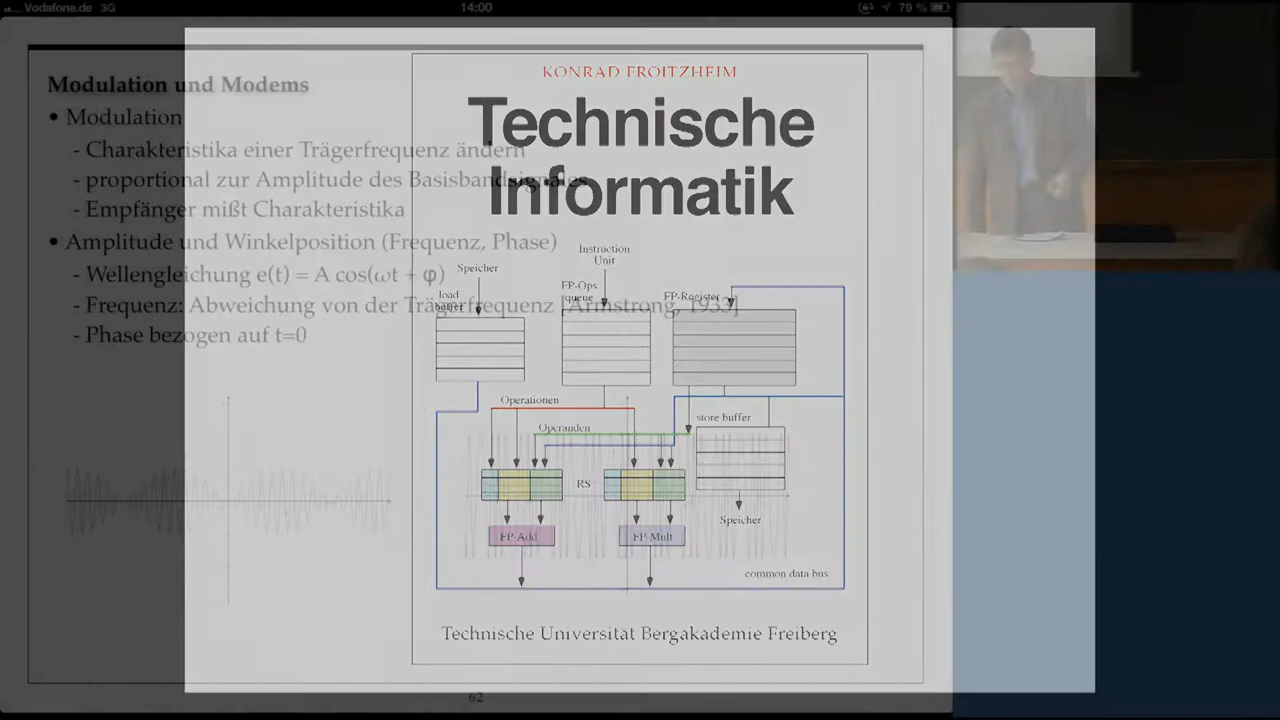 Vodafone.de 3G
14:00
79 %
Modulation und Modems
• Modulation
- Charakteristika einer Trägerfrequenz ändern
- proportional zur Amplitude des Basisbandsignales
- Empfänger mißt Charakteristika
• Amplitude und Winkelposition (Frequenz, Phase)
- Wellengleichung e(t) = A cos(ωt + φ)
- Frequenz: Abweichung von der Trägerfrequenz [Armstrong, 1933]
- Phase bezogen auf t=0
62
KONRAD FROITZHEIM
Technische
Informatik
Instruction
Unit
Speicher
FP-Ops
queue
load
buffer
FP-Register
Operationen
store buffer
Operanden
RS
Speicher
FP-Add
FP-Mult
common data bus
Technische Universität Bergakademie Freiberg